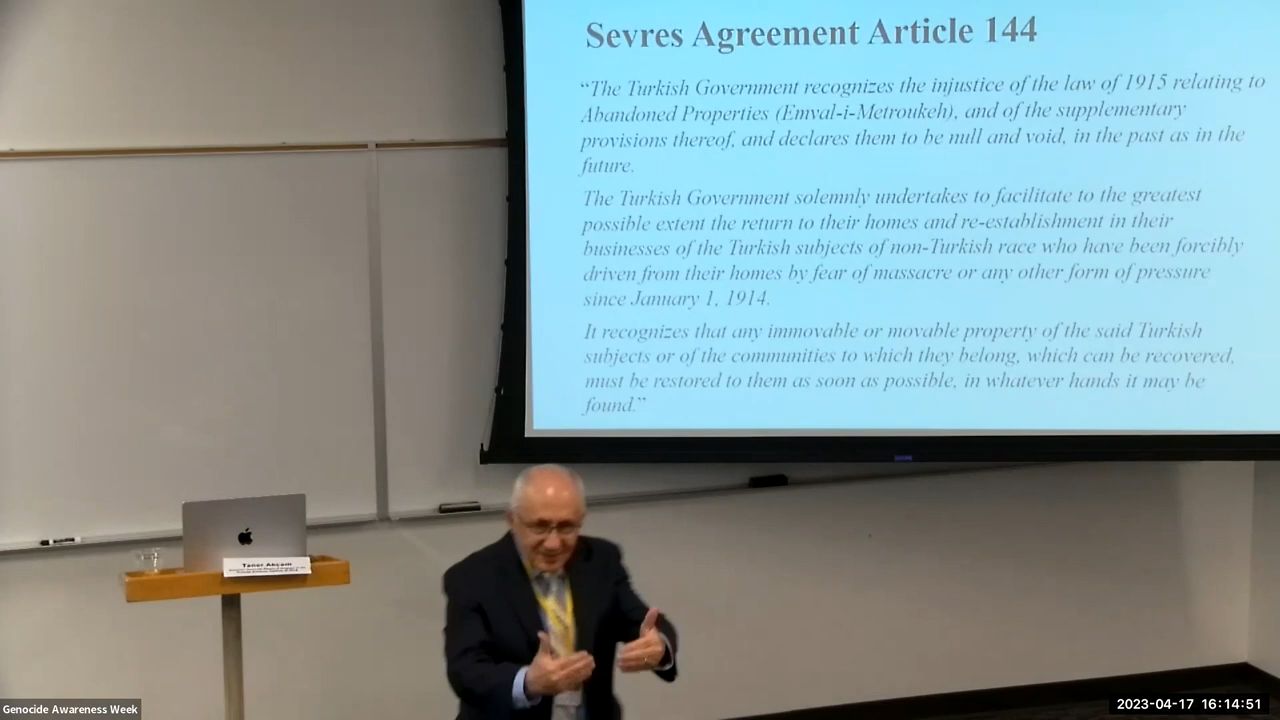 Sevres Agreement Article 144
“The Turkish Government recognizes the injustice of the law of 1915 relating to
Abandoned Properties (Emval-i-Metroukeh), and of the supplementary
provisions thereof, and declares them to be null and void, in the past as in the
future.
The Turkish Government solemnly undertakes to facilitate to the greatest
possible extent the return to their homes and re-establishment in their
businesses of the Turkish subjects of non-Turkish race who have been forcibly
driven from their homes by fear of massacre or any other form of pressure
since January 1, 1914.
It recognizes that any immovable or movable property of the said Turkish
subjects or of the communities to which they belong, which can be recovered,
must be restored to them as soon as possible, in whatever hands it may be
found.”
Taner Akçam
Genocide Awareness Week
2023-04-17 16:14:51